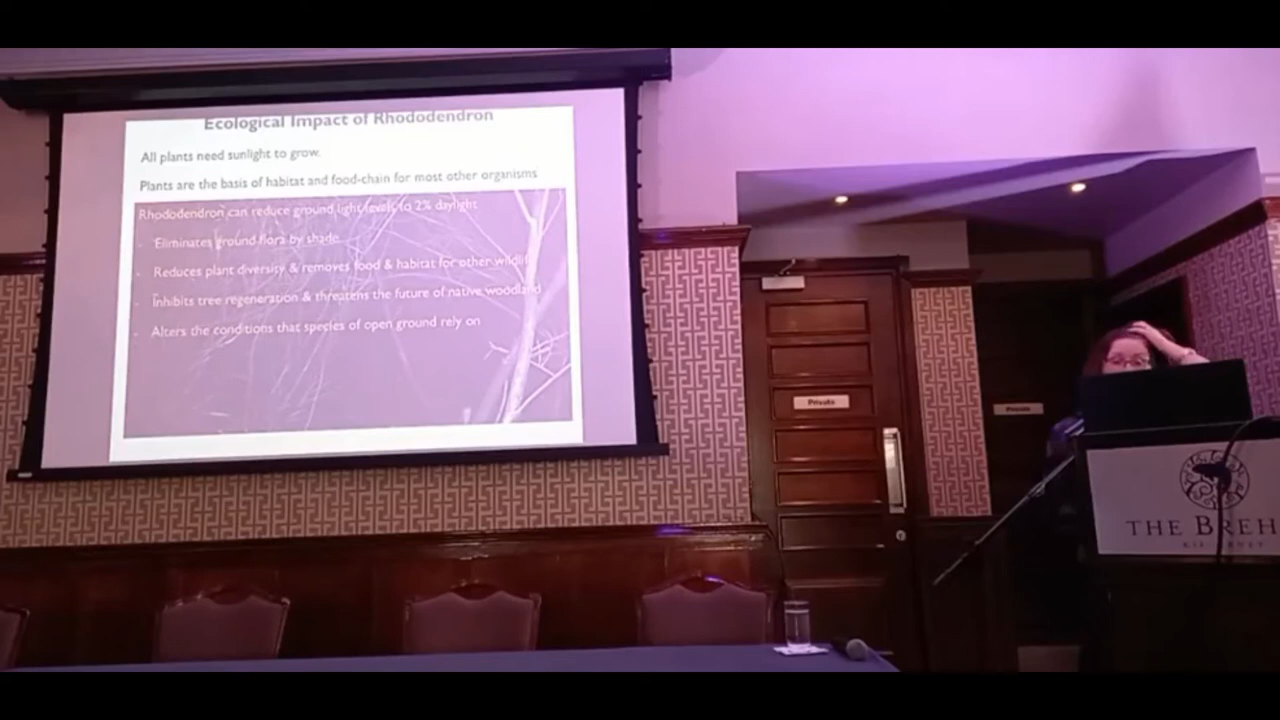 Ecological Impact of Rhododendron
All plants need sunlight to grow.
Plants are the basis of habitat and food-chain for most other organisms
Rhododendron can reduce ground light levels to 2% daylight
- Eliminates ground flora by shade
- Reduces plant diversity & removes food & habitat for other wildlife
- Inhibits tree regeneration & threatens the future of native woodland
- Alters the conditions that species of open ground rely on
Private
Private
THE BREH